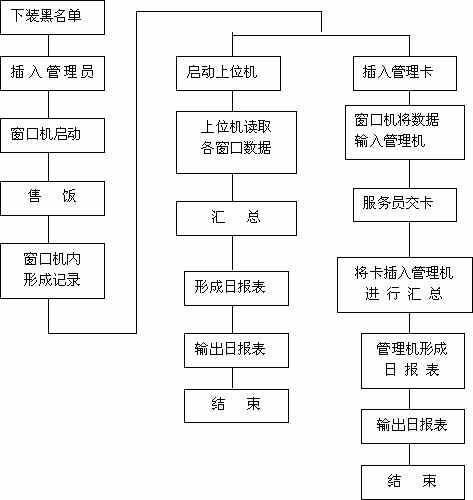 下装黑名单
插入管理员
窗口机启动
售 饭
窗口机内
形成记录
启动上位机
上位机读取
各窗口数据
汇 总
形成日报表
输出日报表
结 束
插入管理卡
窗口机将数据
输入管理机
服务员交卡
将卡插入管理机
进 行 汇 总
管理机形成
日 报 表
输出日报表
结 束